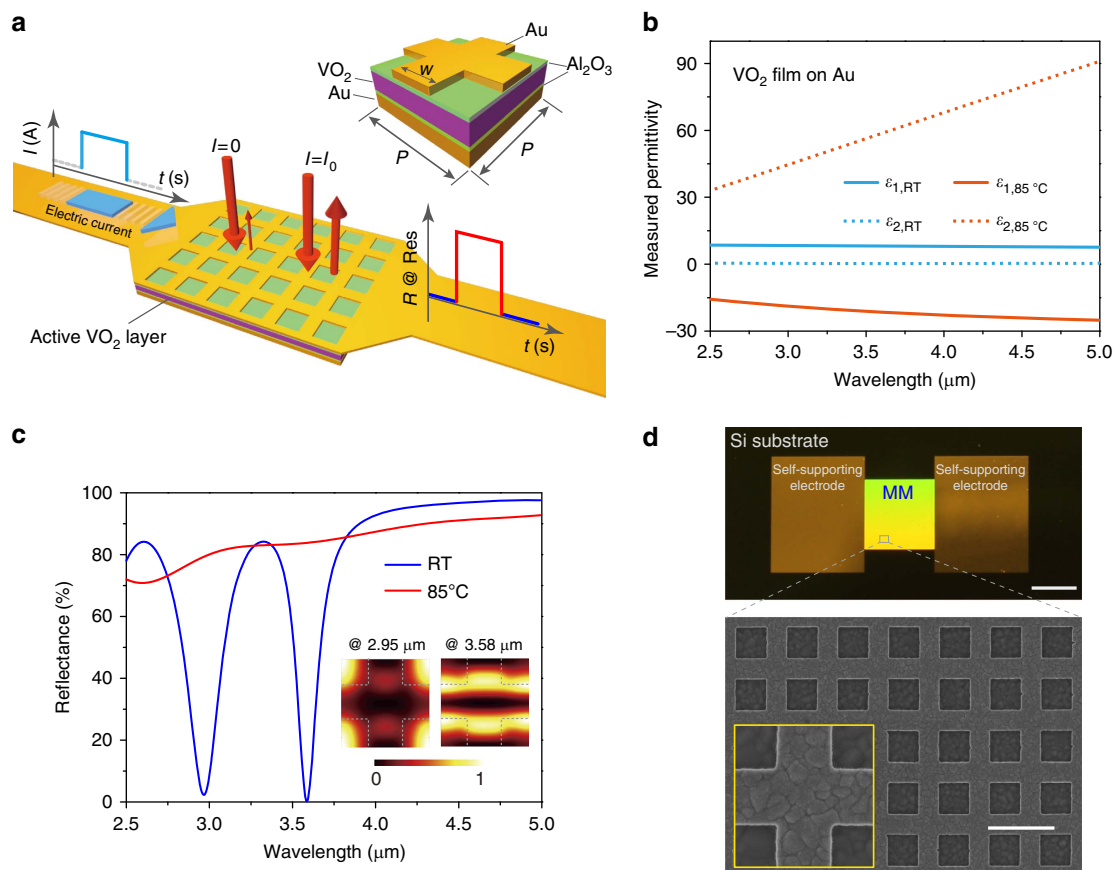 a
Au
VO₂
Au
Al₂O₃
w
P
P
I (A)
t (s)
Electric current
I=0
I=I₀
R @ Res
t (s)
Active VO₂ layer
b
Measured permittivity
90
60
30
0
–30
VO₂ film on Au
ε₁,RT
ε₁,85 °C
ε₂,RT
ε₂,85 °C
2.5 3.0 3.5 4.0 4.5 5.0
Wavelength (μm)
c
Reflectance (%)
100
80
60
40
20
0
RT
85°C
@ 2.95 μm
@ 3.58 μm
0 1
2.5 3.0 3.5 4.0 4.5 5.0
Wavelength (μm)
d
Si substrate
Self-supporting
electrode
MM
Self-supporting
electrode